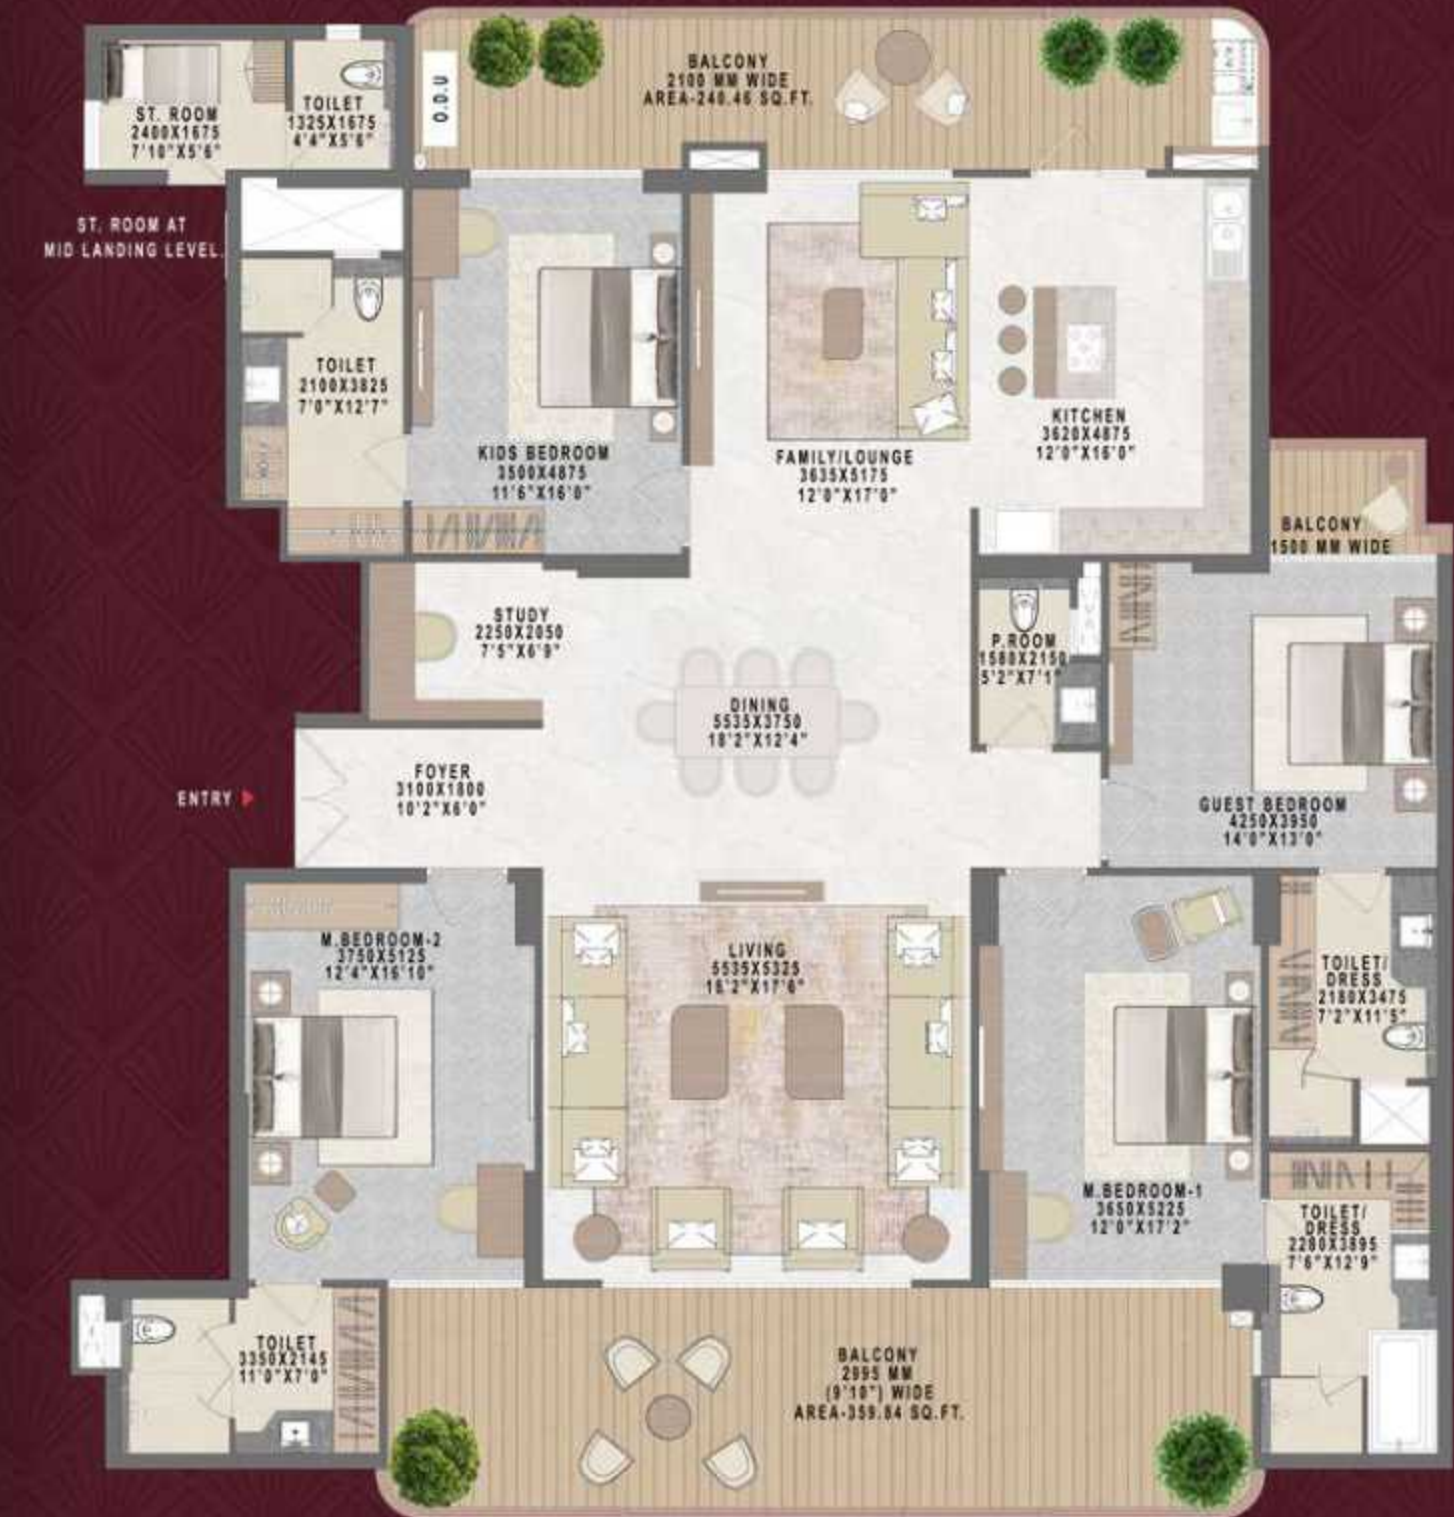 BALCONY
2100 MM WIDE
AREA-240.46 SQ.FT.
O.D.U
ST. ROOM
2400X1675
7'10"X5'6"
TOILET
1325X1675
4'4"X5'6"
ST. ROOM AT
MID LANDING LEVEL.
TOILET
2100X3825
7'0"X12'7"
KIDS BEDROOM
3500X4875
11'6"X16'0"
FAMILY/LOUNGE
3635X5175
12'0"X17'0"
KITCHEN
3620X4875
12'0"X16'0"
BALCONY
1500 MM WIDE
STUDY
2250X2050
7'5"X6'9"
P.ROOM
1580X2150
5'2"X7'1"
DINING
5535X3750
18'2"X12'4"
FOYER
3100X1800
10'2"X6'0"
ENTRY
GUEST BEDROOM
4250X3950
14'0"X13'0"
M.BEDROOM-2
3750X5125
12'4"X16'10"
LIVING
5535X5325
18'2"X17'6"
TOILET/
DRESS
2180X3475
7'2"X11'5"
M.BEDROOM-1
3650X5225
12'0"X17'2"
TOILET/
DRESS
2280X3895
7'6"X12'9"
TOILET
3350X2145
11'0"X7'0"
BALCONY
2995 MM
(9'10") WIDE
AREA-359.84 SQ.FT.